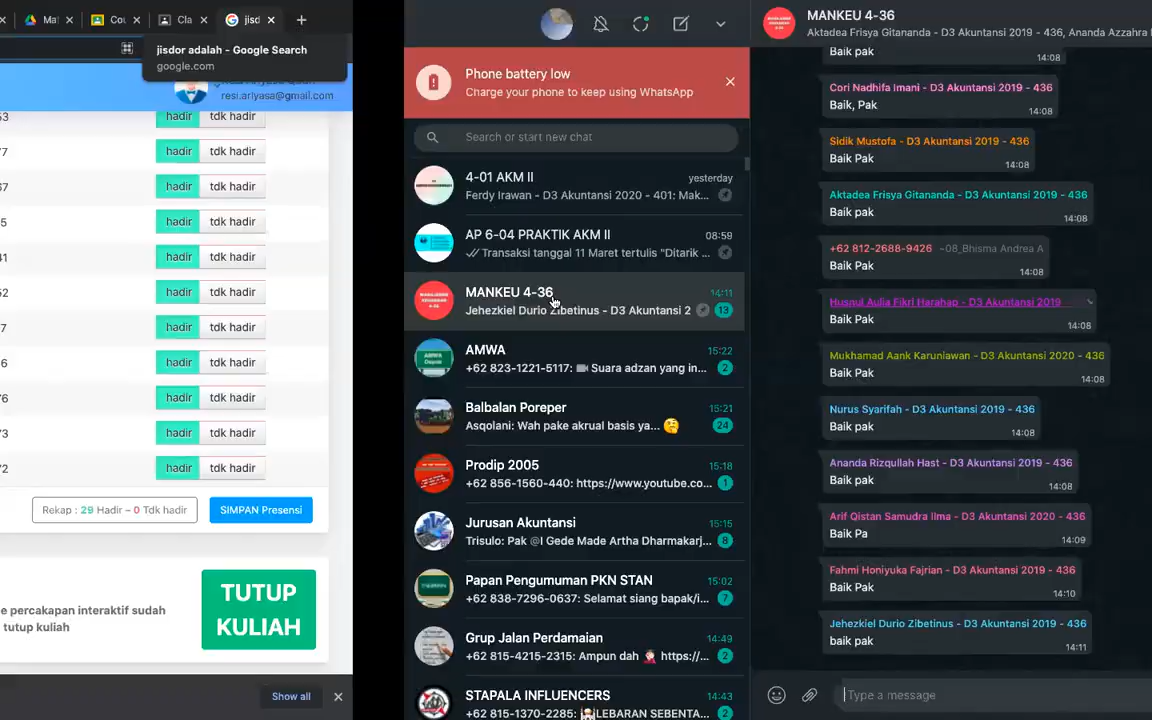 Mat
Cou
Cla
jisd
jisdor adalah - Google Search
google.com
resi.ariyasa@gmail.com
53
hadir
tdk hadir
77
hadir
tdk hadir
67
hadir
tdk hadir
5
hadir
tdk hadir
41
hadir
tdk hadir
52
hadir
tdk hadir
7
hadir
tdk hadir
6
hadir
tdk hadir
76
hadir
tdk hadir
73
hadir
tdk hadir
72
hadir
tdk hadir
Rekap : 29 Hadir – 0 Tdk hadir
SIMPAN Presensi
e percakapan interaktif sudah
tutup kuliah
TUTUP
KULIAH
Show all
Phone battery low
Charge your phone to keep using WhatsApp
Search or start new chat
4-01 AKM II
yesterday
Ferdy Irawan - D3 Akuntansi 2020 - 401: Mak...
AP 6-04 PRAKTIK AKM II
08:59
Transaksi tanggal 11 Maret tertulis "Ditarik ...
MANKEU 4-36
14:11
Jehezkiel Durio Zibetinus - D3 Akuntansi 2
13
AMWA
15:22
+62 823-1221-5117: Suara adzan yang in...
2
Balbalan Poreper
15:21
Asqolani: Wah pake akrual basis ya... 🤔
24
Prodip 2005
15:18
+62 856-1560-440: https://www.youtube.co...
1
Jurusan Akuntansi
15:15
Trisulo: Pak @I Gede Made Artha Dharmakarj...
8
Papan Pengumuman PKN STAN
15:02
+62 838-7296-0637: Selamat siang bapak/i...
7
Grup Jalan Perdamaian
14:49
+62 815-4215-2315: Ampun dah 🤦 https://...
2
STAPALA INFLUENCERS
14:43
+62 815-1370-2285: LEBARAN SEBENTA...
2
MANKEU 4-36
Aktadea Frisya Gitananda - D3 Akuntansi 2019 - 436, Ananda Azzahra
Baik Pak
14:08
Cori Nadhifa Imani - D3 Akuntansi 2019 - 436
Baik, Pak
14:08
Sidik Mustofa - D3 Akuntansi 2019 - 436
Baik Pak
14:08
Aktadea Frisya Gitananda - D3 Akuntansi 2019 - 436
Baik pak
14:08
+62 812-2688-9426 ~08_Bhisma Andrea A
Baik Pak
14:08
Husnul Aulia Fikri Harahap - D3 Akuntansi 2019
Baik Pak
14:08
Mukhamad Aank Karuniawan - D3 Akuntansi 2020 - 436
Baik Pak
14:08
Nurus Syarifah - D3 Akuntansi 2019 - 436
Baik pak
14:08
Ananda Rizqullah Hast - D3 Akuntansi 2019 - 436
Baik pak
14:08
Arif Qistan Samudra Ilma - D3 Akuntansi 2020 - 436
Baik Pa
14:09
Fahmi Honiyuka Fajrian - D3 Akuntansi 2019 - 436
Baik Pak
14:10
Jehezkiel Durio Zibetinus - D3 Akuntansi 2019 - 436
baik pak
14:11
Type a message